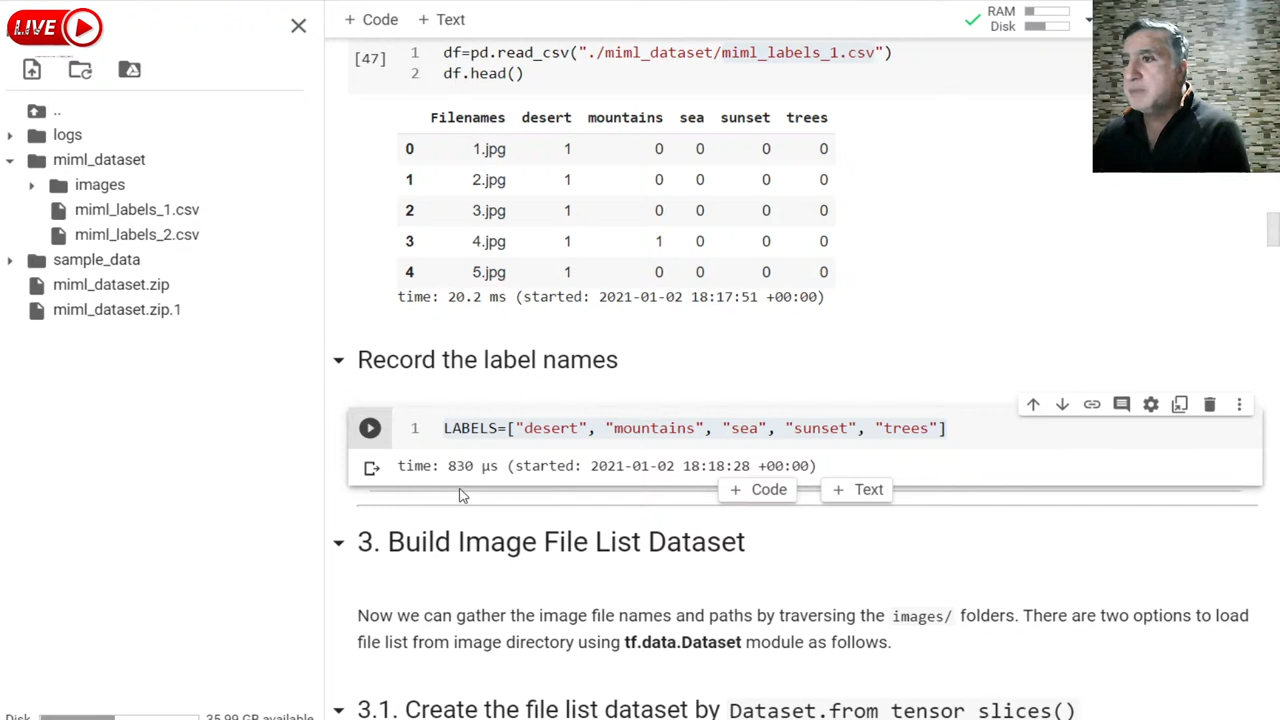 LIVE
+ Code + Text
RAM
Disk
..
logs
miml_dataset
images
miml_labels_1.csv
miml_labels_2.csv
sample_data
miml_dataset.zip
miml_dataset.zip.1
Disk 35.99 GB available
[47] 1 df=pd.read_csv("./miml_dataset/miml_labels_1.csv")
2 df.head()
Filenames desert mountains sea sunset trees
0 1.jpg 1 0 0 0 0
1 2.jpg 1 0 0 0 0
2 3.jpg 1 0 0 0 0
3 4.jpg 1 1 0 0 0
4 5.jpg 1 0 0 0 0
time: 20.2 ms (started: 2021-01-02 18:17:51 +00:00)
Record the label names
1 LABELS=["desert", "mountains", "sea", "sunset", "trees"]
time: 830 µs (started: 2021-01-02 18:18:28 +00:00)
+ Code + Text
3. Build Image File List Dataset
Now we can gather the image file names and paths by traversing the images/ folders. There are two options to load
file list from image directory using tf.data.Dataset module as follows.
3.1. Create the file list dataset by Dataset.from_tensor_slices()